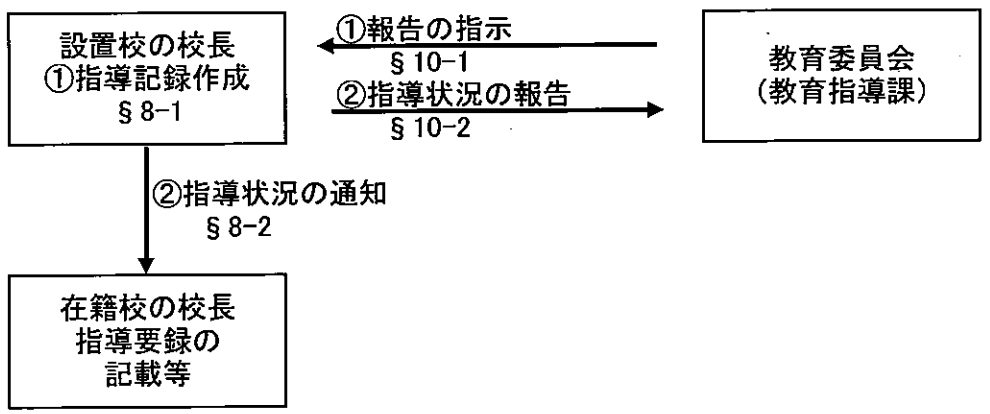 設置校の校長
①指導記録作成
§8-1
①報告の指示
§10-1
②指導状況の報告
§10-2
教育委員会
(教育指導課)
②指導状況の通知
§8-2
在籍校の校長
指導要録の
記載等